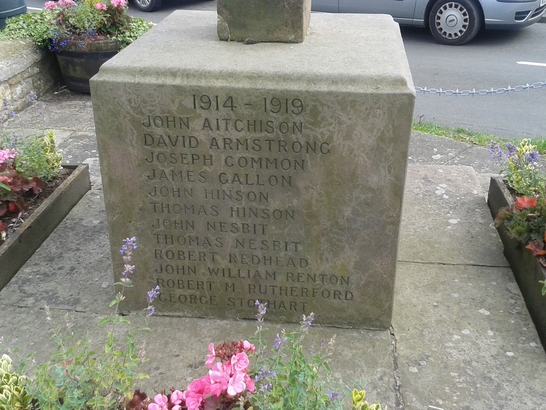 1914 - 1919
JOHN AITCHISON
DAVID ARMSTRONG
JOSEPH COMMON
JAMES GALLON
JOHN HINSON
THOMAS HINSON
JOHN NESBIT
THOMAS NESBIT
ROBERT REDHEAD
JOHN WILLIAM RENTON
ROBERT M RUTHERFORD
GEORGE STOTHART